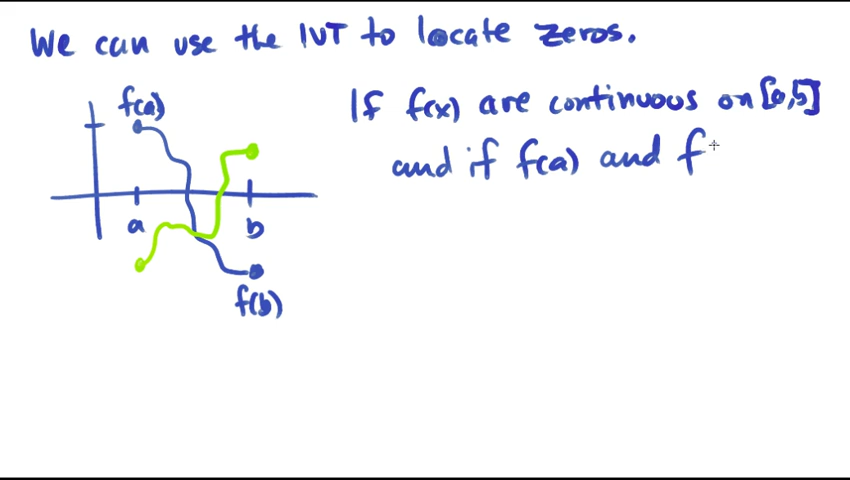 We can use the IVT to locate zeros.
f(a)
If f(x) are continuous on [a,b]
and if f(a) and f
a
b
f(b)